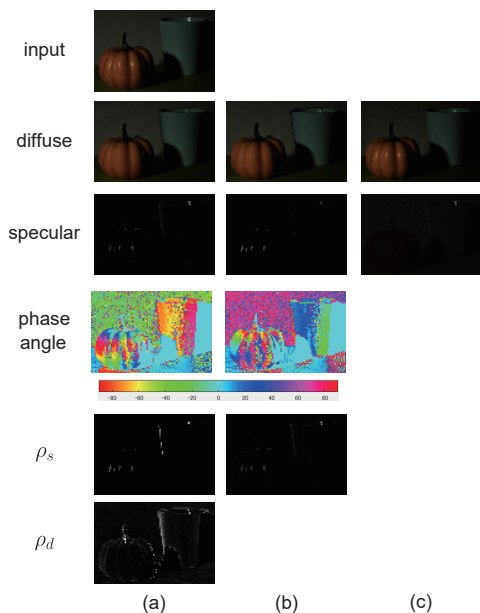 input
diffuse
specular
phase
angle
-80 -60 -40 -20 0 20 40 60 80
ρs
ρd
(a) (b) (c)